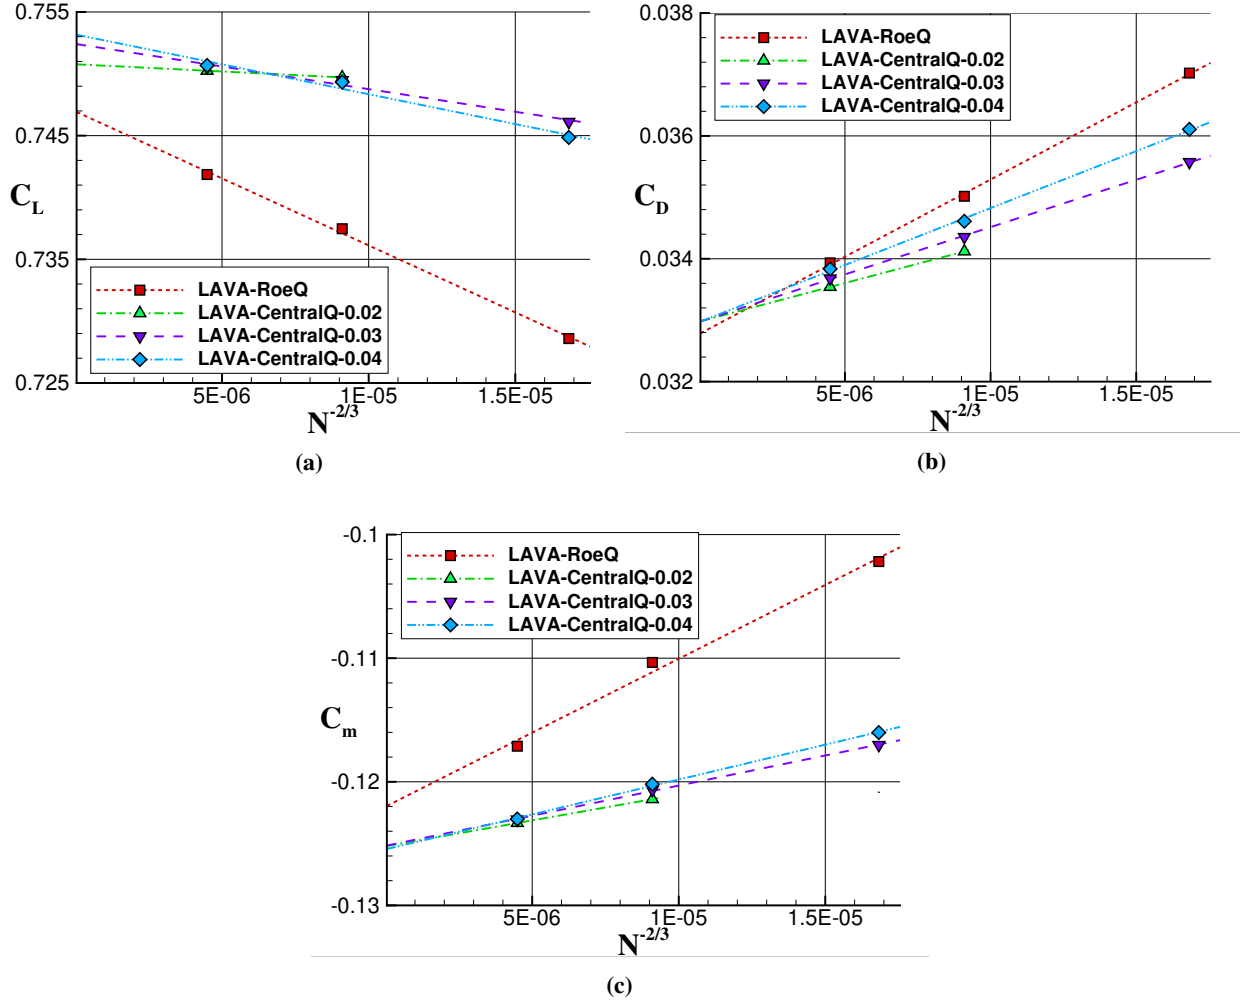 0.755
0.745
0.735
0.725
C_L
LAVA-RoeQ
LAVA-CentralQ-0.02
LAVA-CentralQ-0.03
LAVA-CentralQ-0.04
5E-06
1E-05
1.5E-05
N^-2/3
(a)
0.038
0.036
0.034
0.032
C_D
LAVA-RoeQ
LAVA-CentralQ-0.02
LAVA-CentralQ-0.03
LAVA-CentralQ-0.04
5E-06
1E-05
1.5E-05
N^-2/3
(b)
-0.1
-0.11
-0.12
-0.13
C_m
LAVA-RoeQ
LAVA-CentralQ-0.02
LAVA-CentralQ-0.03
LAVA-CentralQ-0.04
5E-06
1E-05
1.5E-05
N^-2/3
(c)